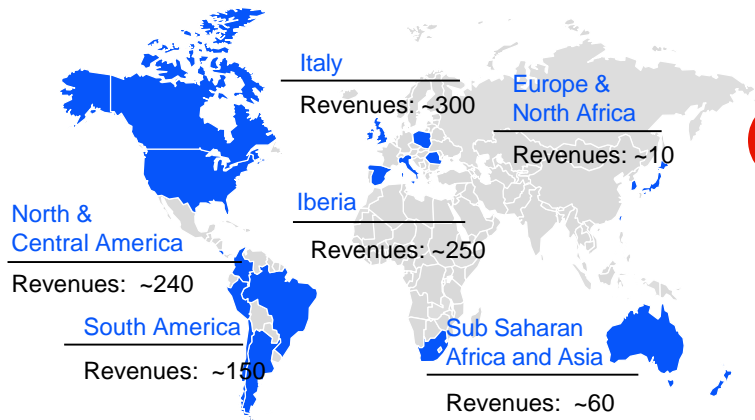 Italy
Revenues: ~300
Europe &
North Africa
Revenues: ~10
Iberia
Revenues: ~250
North &
Central America
Revenues: ~240
South America
Revenues: ~150
Sub Saharan
Africa and Asia
Revenues: ~60